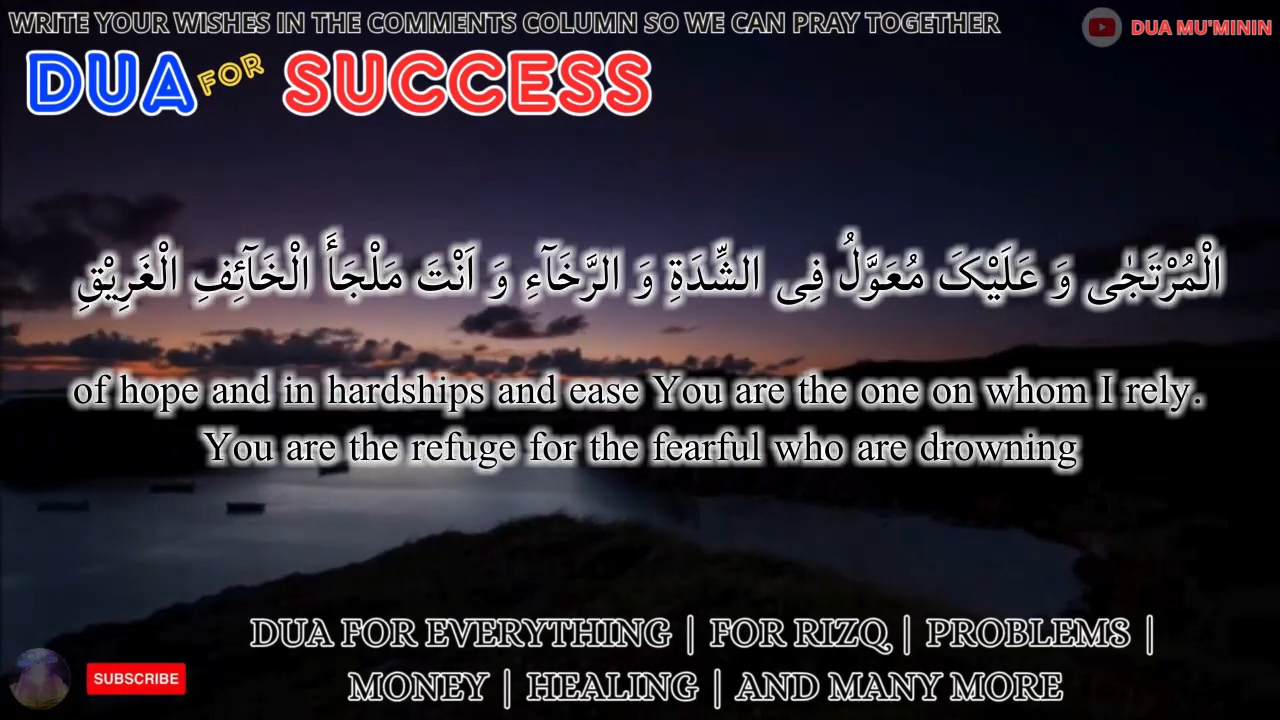 WRITE YOUR WISHES IN THE COMMENTS COLUMN SO WE CAN PRAY TOGETHER
DUA MU'MININ
DUA FOR SUCCESS
الْمُرْتَجٰی وَ عَلَیْکَ مُعَوَّلُ فِی الشِّدَةِ وَ الرَّخَآءِ وَ اَنْتَ مَلْجَأَ الْخَآئِفِ الْغَرِیْقِ
of hope and in hardships and ease You are the one on whom I rely.
You are the refuge for the fearful who are drowning
DUA FOR EVERYTHING | FOR RIZQ | PROBLEMS |
MONEY | HEALING | AND MANY MORE
SUBSCRIBE